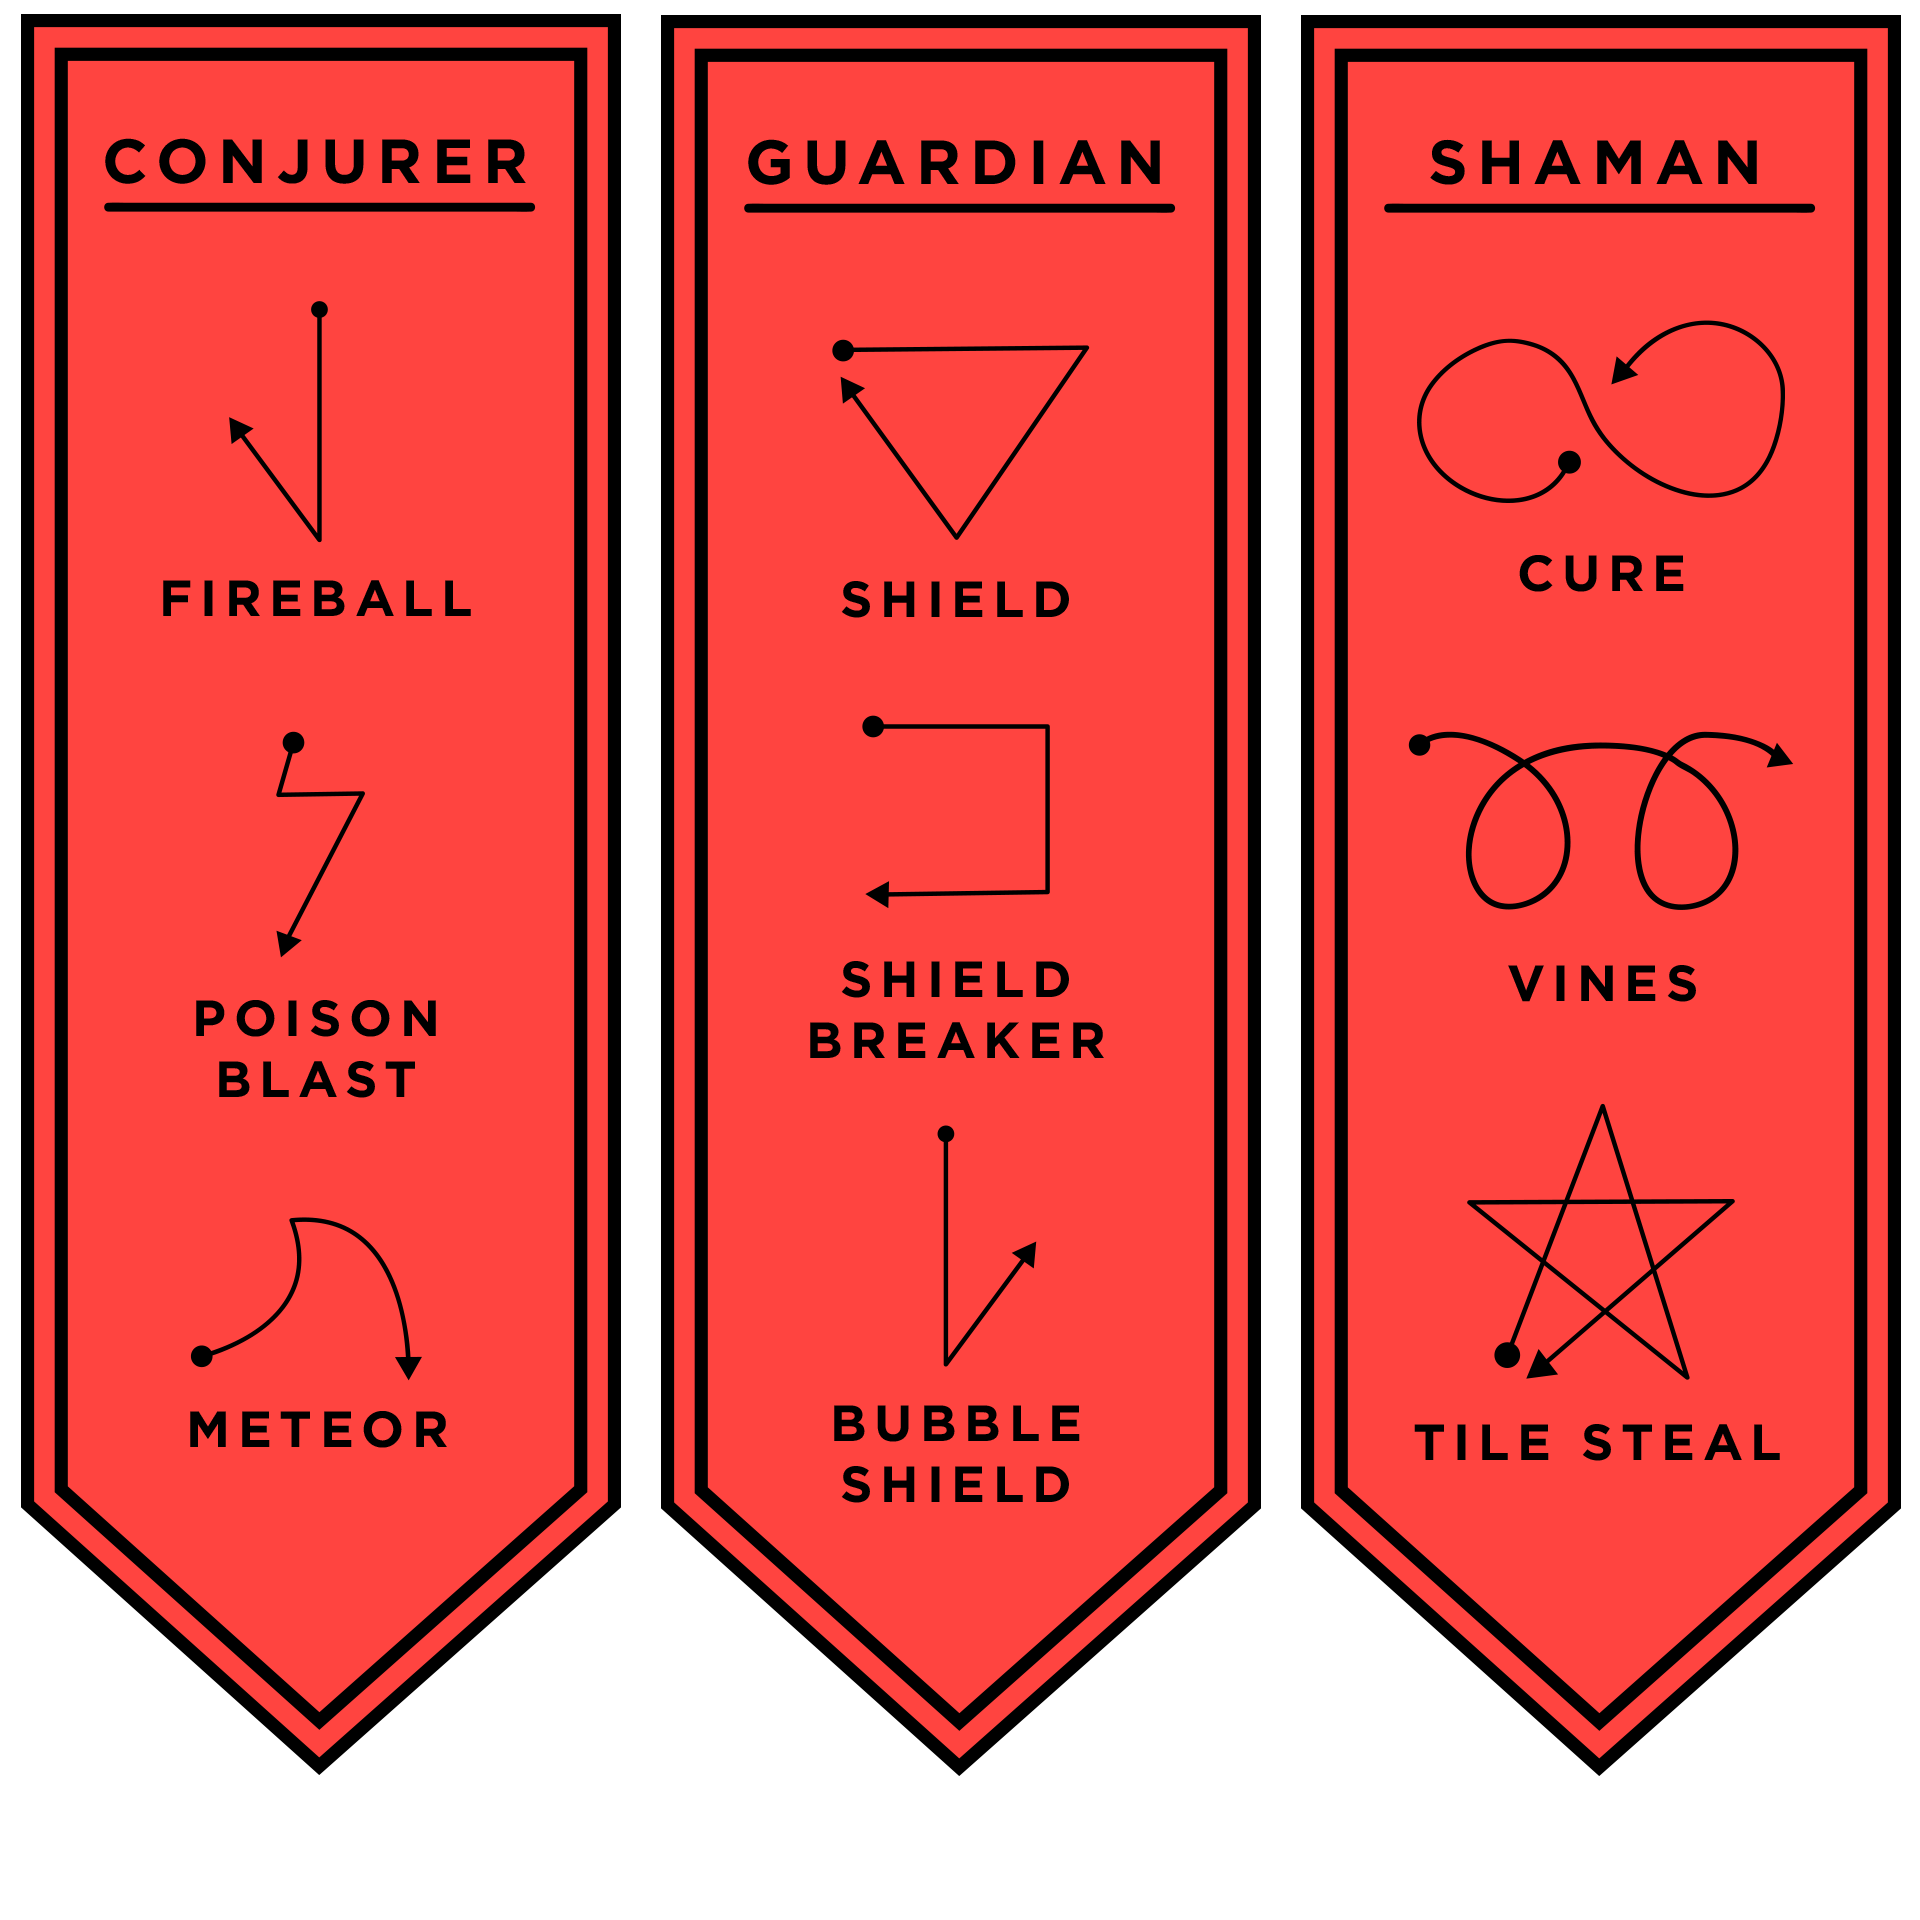 CONJURER
FIREBALL
POISON
BLAST
METEOR
GUARDIAN
SHIELD
SHIELD
BREAKER
BUBBLE
SHIELD
SHAMAN
CURE
VINES
TILE STEAL